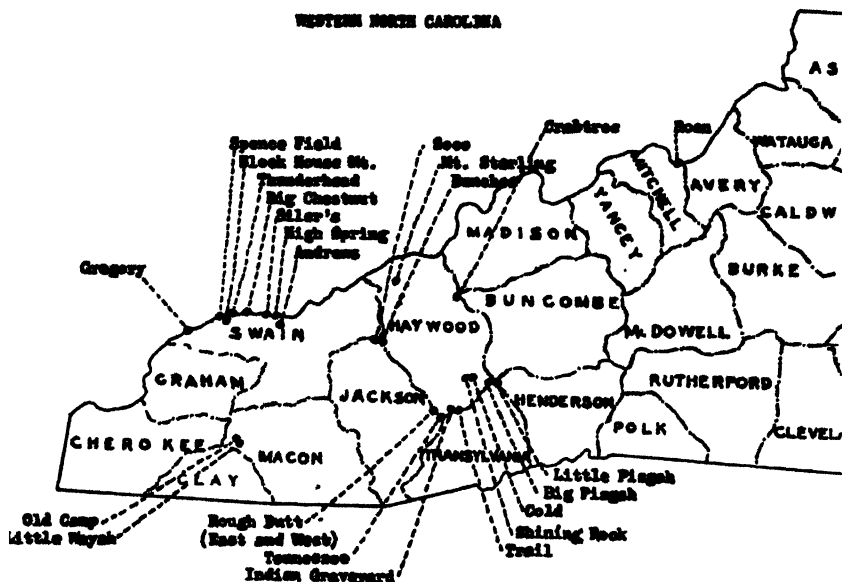 WESTERN NORTH CAROLINA
AS
Crabtree
Roan
Spence Field
Soco
Block House Mt.
Mt. Sterling
Thunderhead
Bunches
Big Chestnut
Siler's
High Spring
Andrews
Gregory
WATAUGA
MITCHELL
AVERY
YANCEY
CALDW
MADISON
BURKE
BUNCOMBE
SWAIN
HAYWOOD
McDOWELL
GRAHAM
JACKSON
HENDERSON
RUTHERFORD
CHEROKEE
MACON
POLK
CLEVELA
TRANSYLVANIA
CLAY
Little Pisgah
Big Pisgah
Cold
Shining Rock
Trail
Old Camp
Little Wayah
Rough Butt
(East and West)
Tennessee
Indian Graveyard